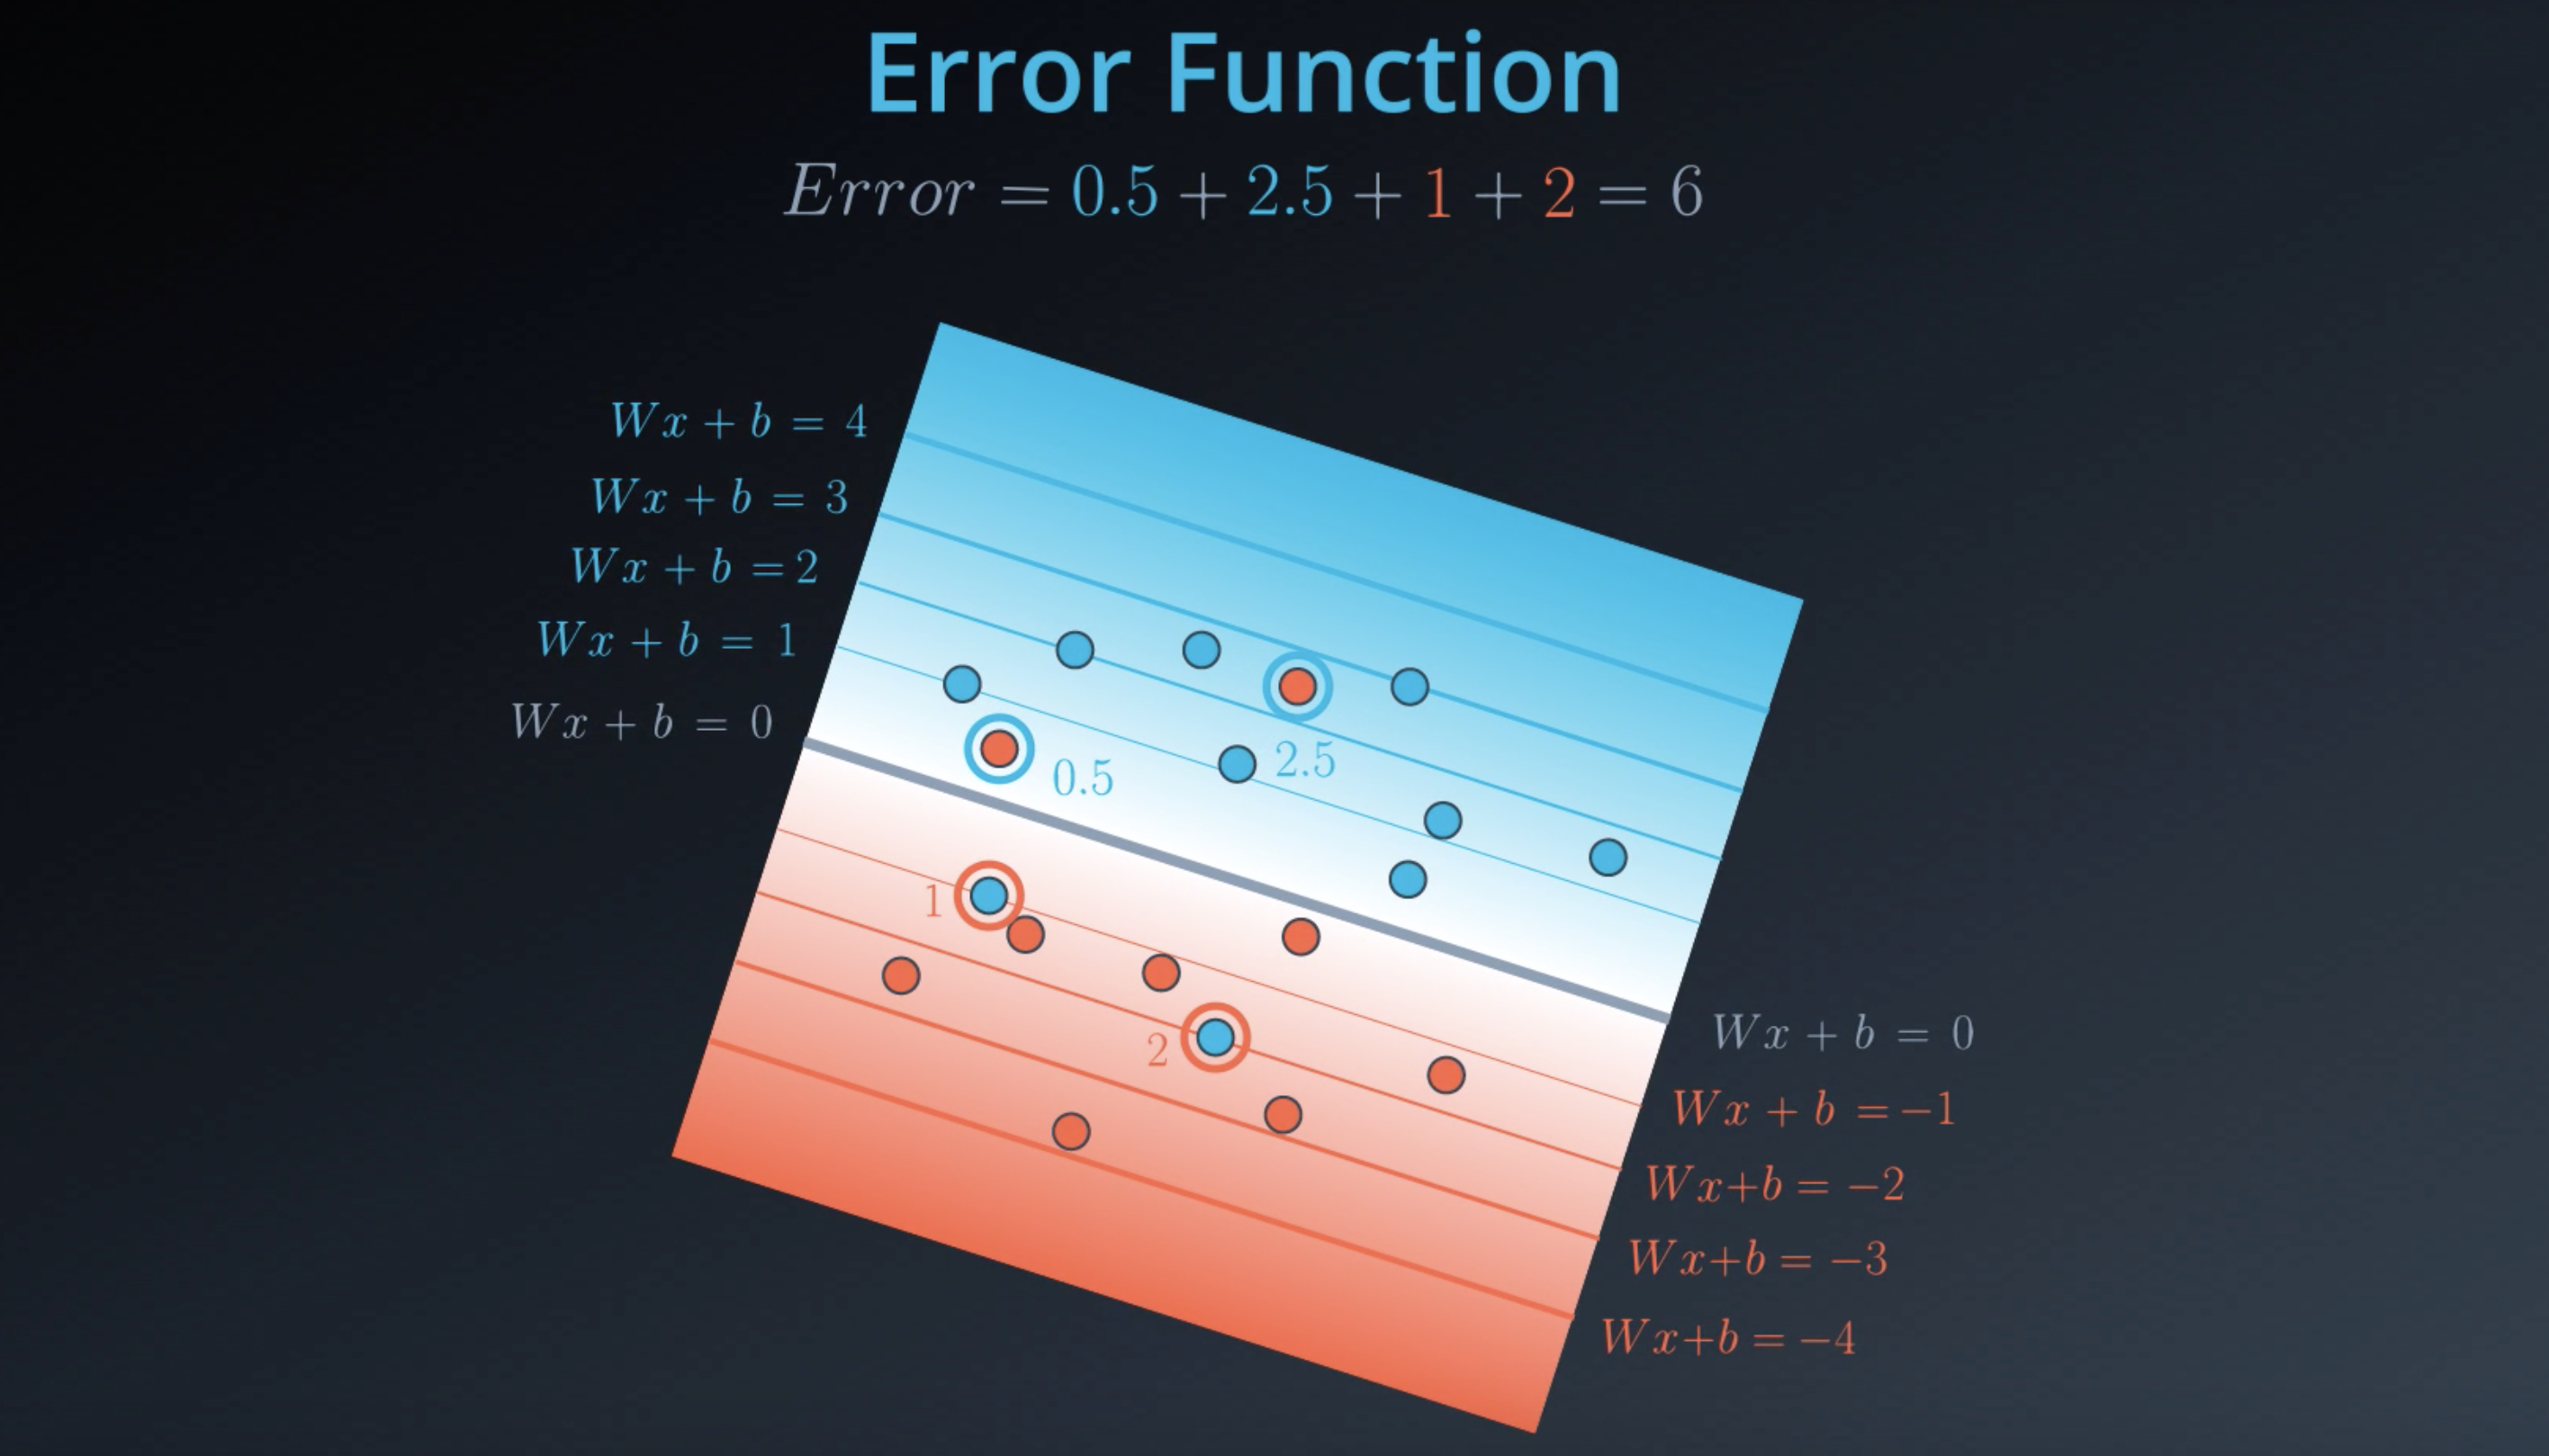 Error Function
Error = 0.5 + 2.5 + 1 + 2 = 6
Wx + b = 4
Wx + b = 3
Wx + b = 2
Wx + b = 1
Wx + b = 0
2.5
0.5
1
2
Wx + b = 0
Wx + b = −1
Wx+b = −2
Wx+b = −3
Wx+b = −4